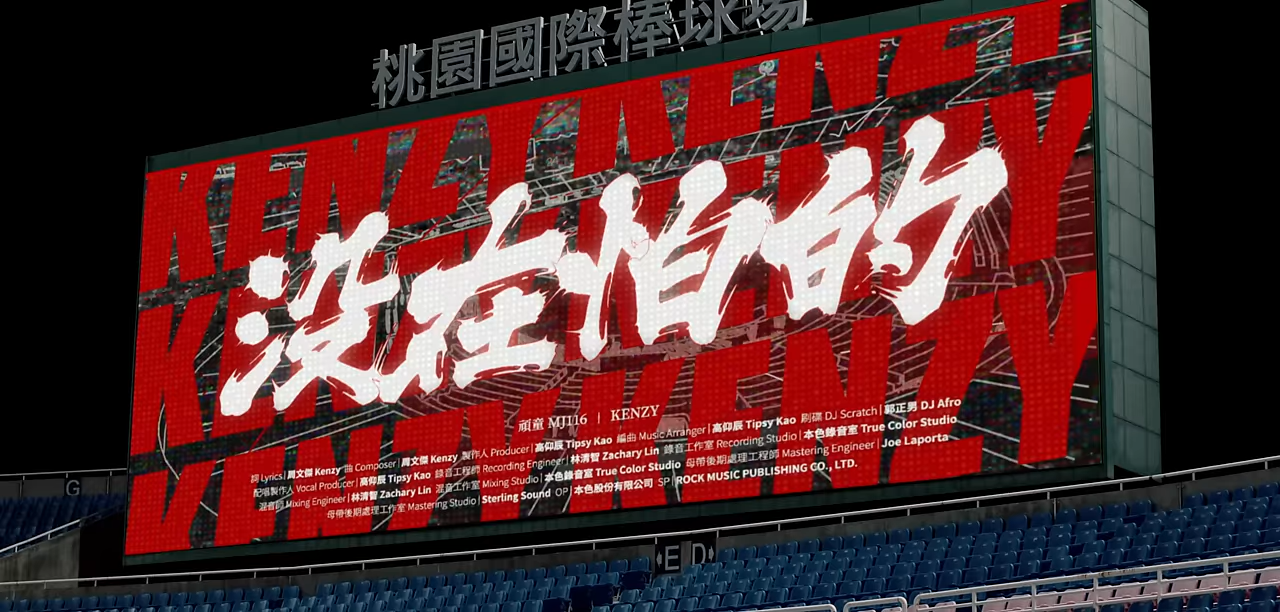 桃園國際棒球場
KENZY KENZY
KENZY KENZY
KENZY KENZY
沒在怕的
頑童 MJ116 | KENZY
詞 Lyrics | 周文傑 Kenzy 曲 Composer | 周文傑 Kenzy 製作人 Producer | 高仰辰 Tipsy Kao 編曲 Music Arranger | 高仰辰 Tipsy Kao 刷碟 DJ Scratch | 郭正男 DJ Afro
配唱製作人 Vocal Producer | 高仰辰 Tipsy Kao 錄音工程師 Recording Engineer | 林清智 Zachary Lin 錄音工作室 Recording Studio | 本色錄音室 True Color Studio
混音師 Mixing Engineer | 林清智 Zachary Lin 混音工作室 Mixing Studio | 本色錄音室 True Color Studio 母帶後期處理工程師 Mastering Engineer | Joe Laporta
母帶後期處理工作室 Mastering Studio | Sterling Sound OP | 本色股份有限公司 SP | ROCK MUSIC PUBLISHING CO., LTD.
G
E D